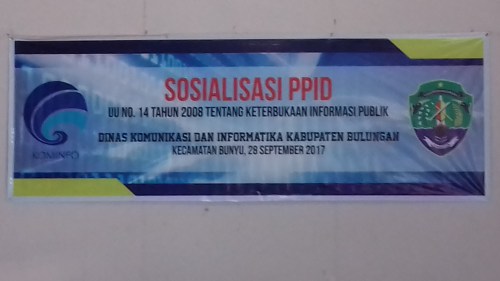 SOSIALISASI PPID
UU NO. 14 TAHUN 2008 TENTANG KETERBUKAAN INFORMASI PUBLIK
DINAS KOMUNIKASI DAN INFORMATIKA KABUPATEN BULUNGAN
KECAMATAN BUNYU, 28 SEPTEMBER 2017
KOMINFO